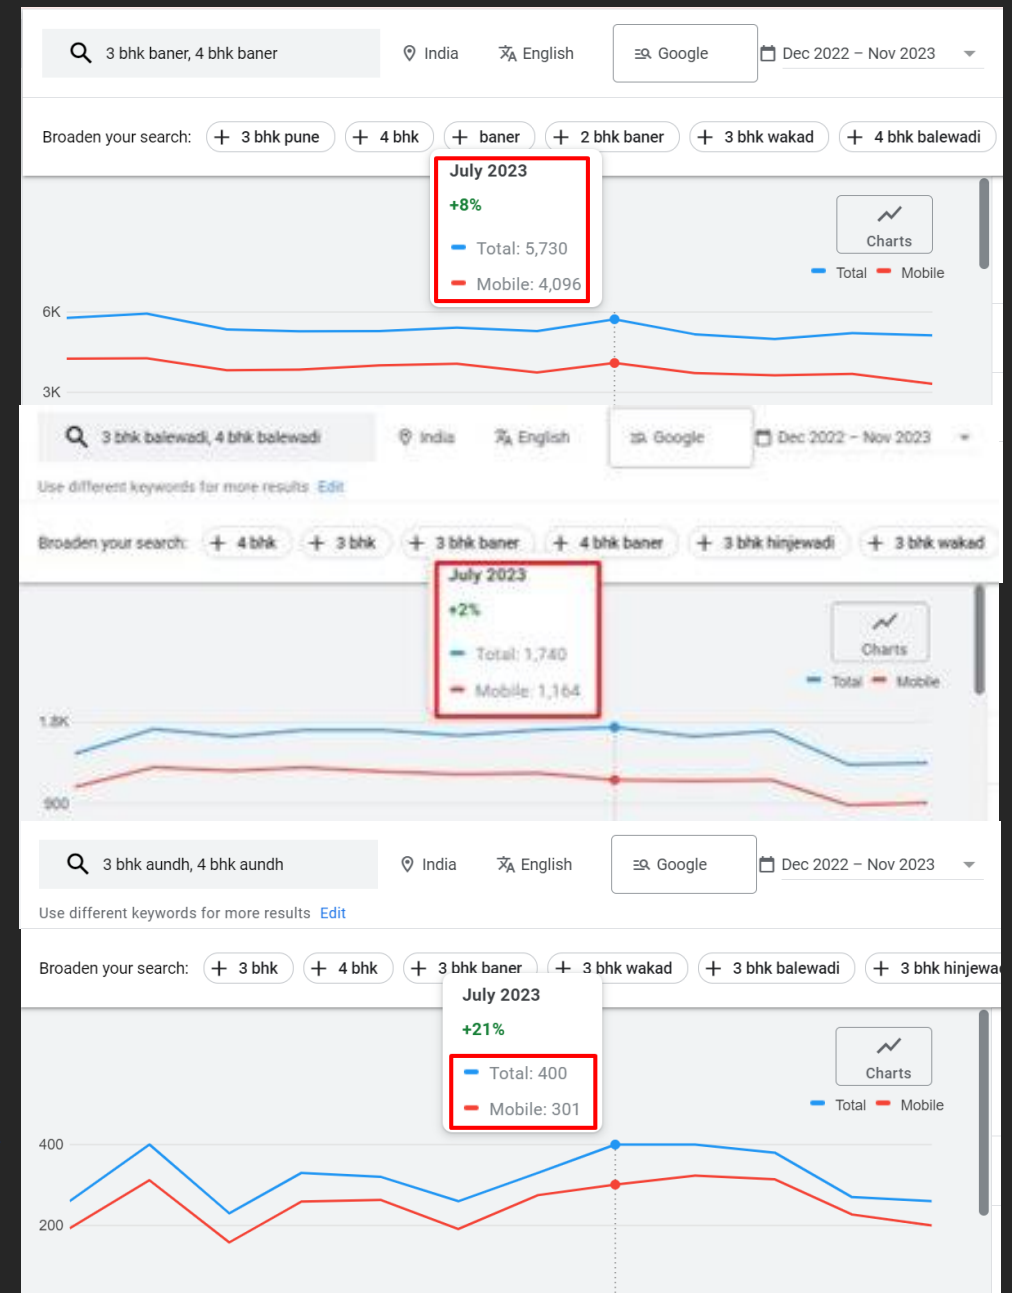 3 bhk baner, 4 bhk baner India English Google Dec 2022 – Nov 2023
Broaden your search: + 3 bhk pune + 4 bhk + baner + 2 bhk baner + 3 bhk wakad + 4 bhk balewadi
July 2023
+8%
Total: 5,730
Mobile: 4,096
Charts
Total Mobile
6K
3K
3 bhk balewadi, 4 bhk balewadi India English Google Dec 2022 – Nov 2023
Use different keywords for more results Edit
Broaden your search: + 4 bhk + 3 bhk + 3 bhk baner + 4 bhk baner + 3 bhk hinjewadi + 3 bhk wakad
July 2023
+2%
Total: 1,740
Mobile: 1,164
Charts
Total Mobile
1.8K
900
3 bhk aundh, 4 bhk aundh India English Google Dec 2022 – Nov 2023
Use different keywords for more results Edit
Broaden your search: + 3 bhk + 4 bhk + 3 bhk baner + 3 bhk wakad + 3 bhk balewadi + 3 bhk hinjewa
July 2023
+21%
Total: 400
Mobile: 301
Charts
Total Mobile
400
200